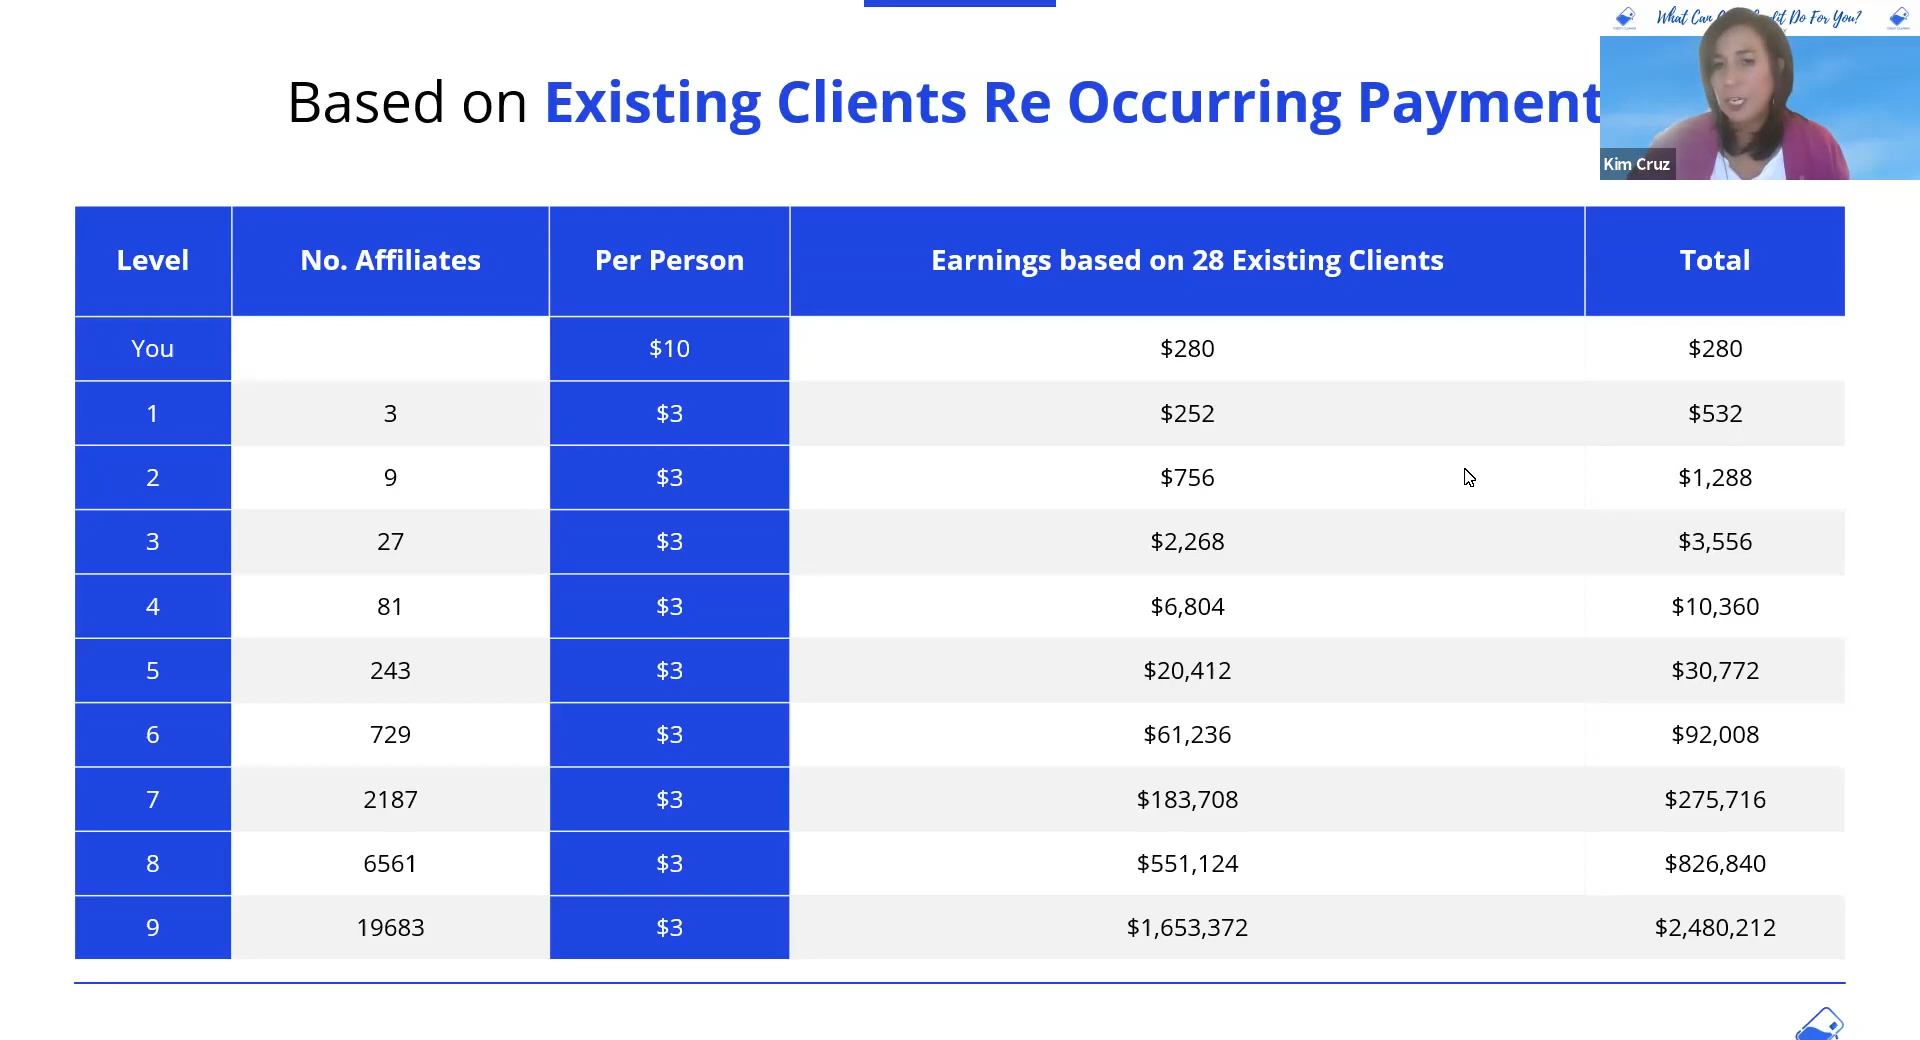 What Can Do For You?
Based on Existing Clients Re Occurring Payment
Kim Cruz
Level No. Affiliates Per Person Earnings based on 28 Existing Clients Total
You $10 $280 $280
1 3 $3 $252 $532
2 9 $3 $756 $1,288
3 27 $3 $2,268 $3,556
4 81 $3 $6,804 $10,360
5 243 $3 $20,412 $30,772
6 729 $3 $61,236 $92,008
7 2187 $3 $183,708 $275,716
8 6561 $3 $551,124 $826,840
9 19683 $3 $1,653,372 $2,480,212